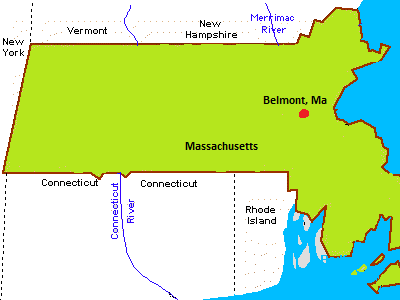 Vermont
New
Hampshire
Merrimac
River
New
York
Belmont, Ma
Massachusetts
Connecticut
Connecticut
Connecticut
River
Rhode
Island